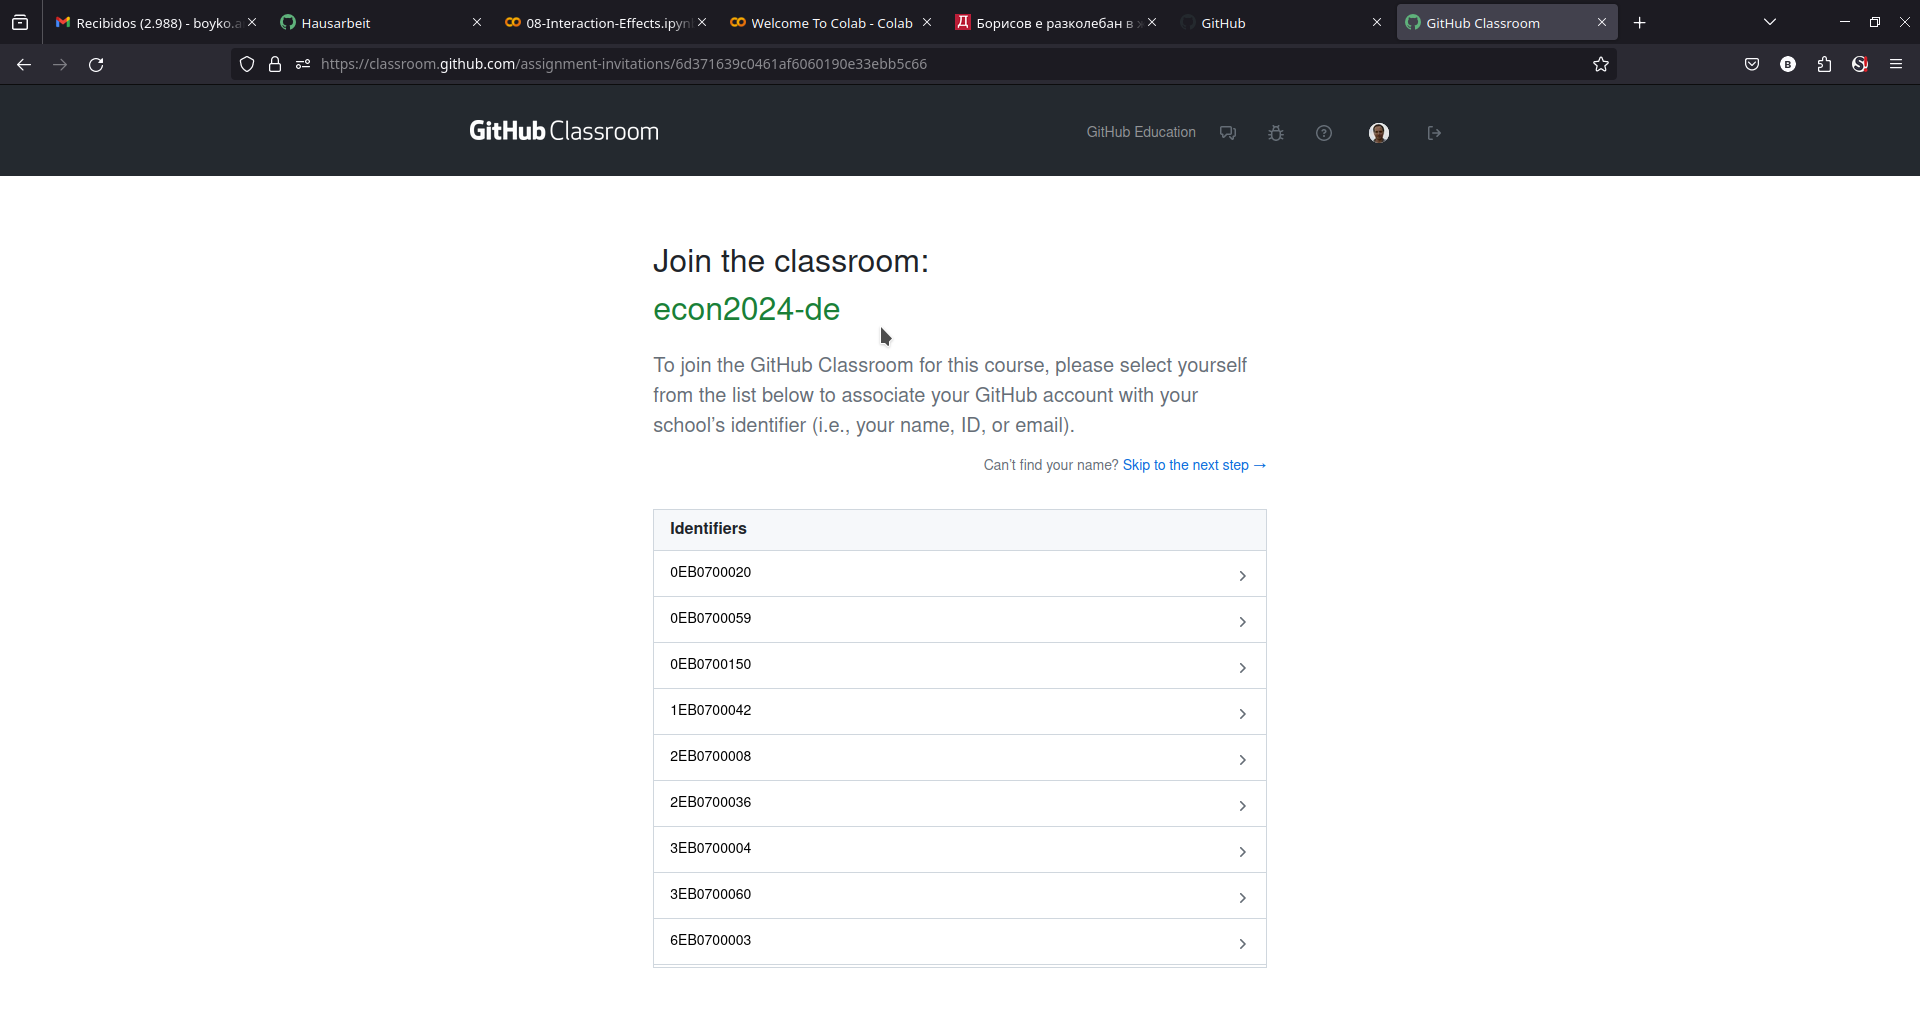 Recibidos (2.988) - boyko.a
Hausarbeit
08-Interaction-Effects.ipyn
Welcome To Colab - Colab
Борисов е разколебан в ж
GitHub
GitHub Classroom
https://classroom.github.com/assignment-invitations/6d371639c0461af6060190e33ebb5c66
GitHub Classroom
GitHub Education
Join the classroom:
econ2024-de
To join the GitHub Classroom for this course, please select yourself
from the list below to associate your GitHub account with your
school's identifier (i.e., your name, ID, or email).
Can't find your name? Skip to the next step →
Identifiers
0EB0700020
0EB0700059
0EB0700150
1EB0700042
2EB0700008
2EB0700036
3EB0700004
3EB0700060
6EB0700003